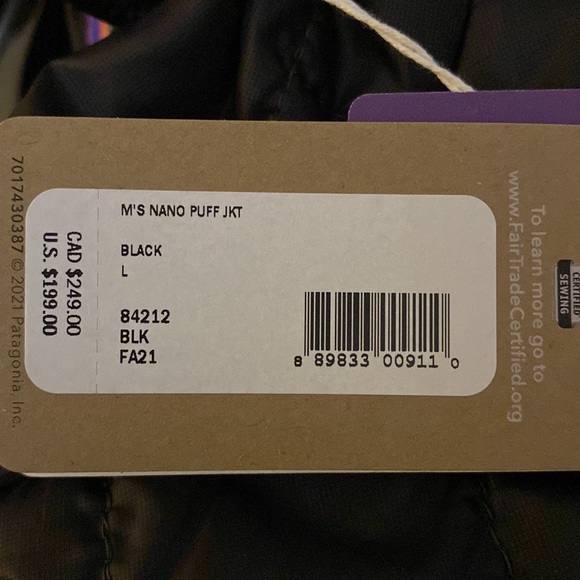 M'S NANO PUFF JKT
BLACK
L
84212
BLK
FA21
8 89833 00911 0
CAD $249.00
U.S. $199.00
7017430387 © 2021 Patagonia, Inc.
To learn more go to
www.FairTradeCertified.org
CERTIFIED
SEWING